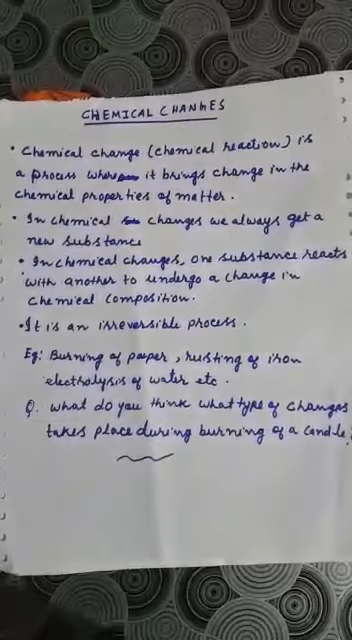 CHEMICAL CHANGES
• Chemical change (chemical reaction) is
a process where it brings change in the
chemical properties of matter.
• In chemical changes we always get a
new substance
• In chemical changes, one substance reacts
with another to undergo a change in
chemical composition.
• It is an irreversible process.
Eg: Burning of paper, rusting of iron
electrolysis of water etc.
Q. What do you think what type of changes
takes place during burning of a candle